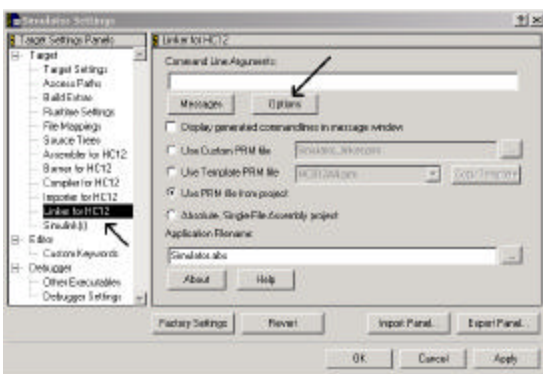 Simulator Settings
Target Settings Panels
Target
Target Settings
Access Paths
Build Extras
Runtime Settings
File Mappings
Source Trees
Assembler for HC12
Burner for HC12
Compiler for HC12
Importer for HC12
Linker for HC12
Simulink
Editor
Custom Keywords
Debugger
Other Executables
Debugger Settings
Linker for HC12
Command Line Arguments:
Messages Options
Display generated commandlines in message window
Use Custom PRM file
Use Template PRM file
Use PRM file from project
Absolute, Single-File Assembly project
Application Filename:
Simulator.abs
...
About Help
Factory Settings Revert Import Panel... Export Panel...
OK Cancel Apply